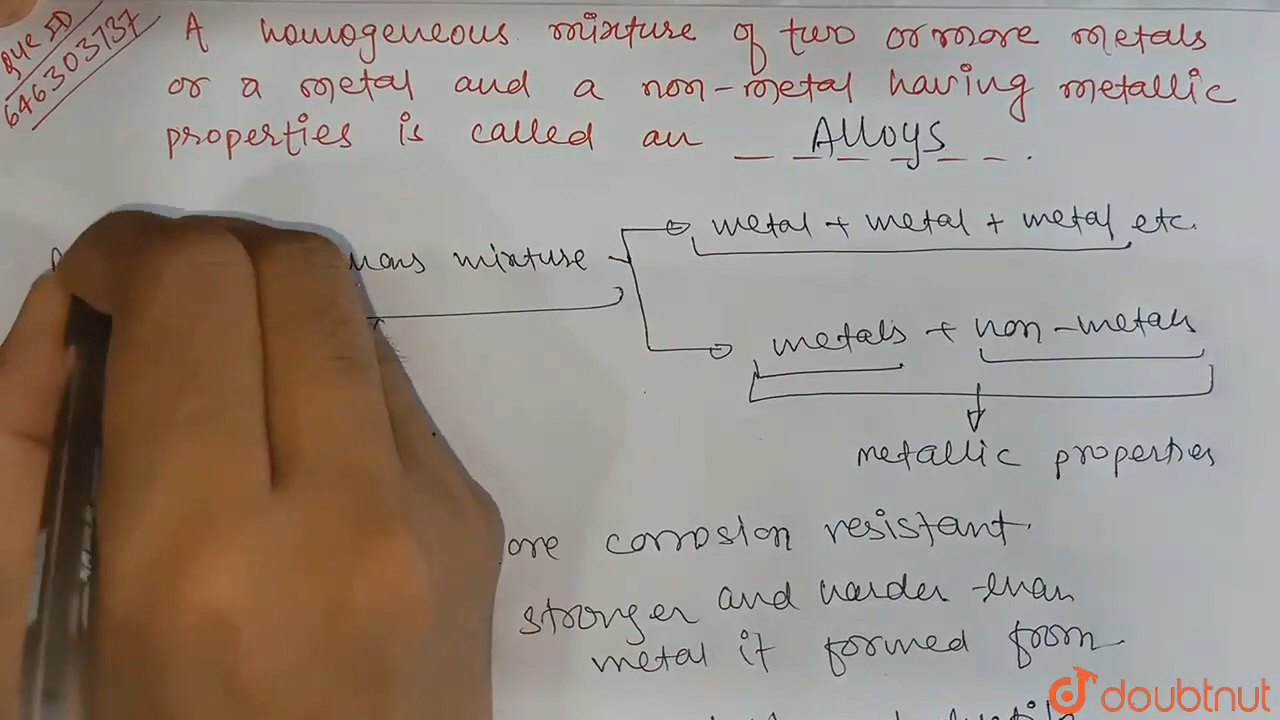 Que ID
646303737
A homogeneous mixture of two or more metals
or a metal and a non-metal having metallic
properties is called an _ _ Alloys _ _.
mixture
metal + metal + metal etc.
metals + non-metals
metallic properties
corrosion resistant.
stronger and harder than
metal it formed from
doubtnut